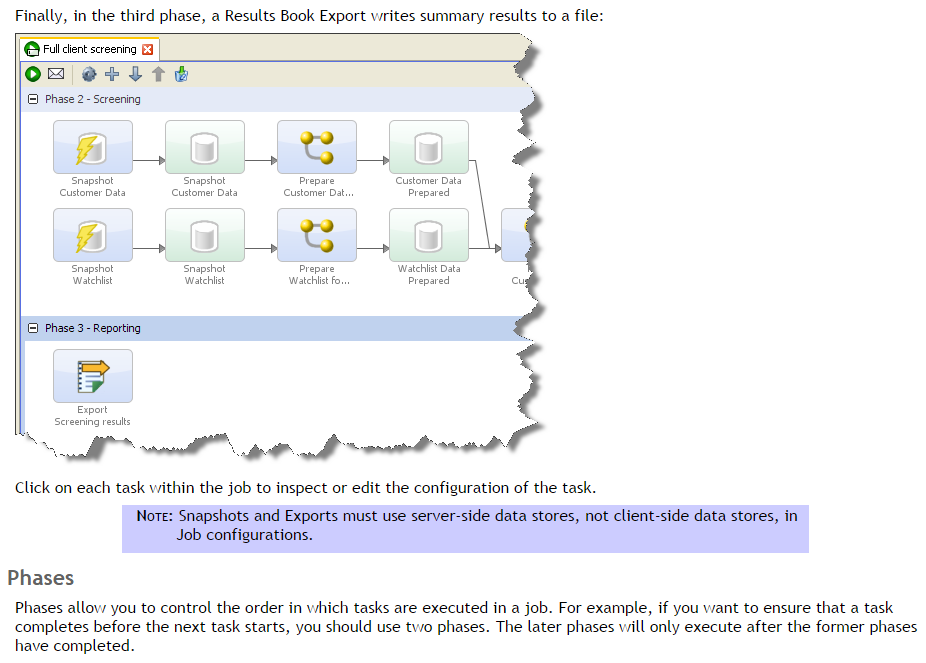 Finally, in the third phase, a Results Book Export writes summary results to a file:
Full client screening
Phase 2 - Screening
Snapshot
Customer Data
Snapshot
Customer Data
Prepare
Customer Dat...
Customer Data
Prepared
Snapshot
Watchlist
Snapshot
Watchlist
Prepare
Watchlist fo...
Watchlist Data
Prepared
Phase 3 - Reporting
Export
Screening results
Click on each task within the job to inspect or edit the configuration of the task.
NOTE: Snapshots and Exports must use server-side data stores, not client-side data stores, in
Job configurations.
Phases
Phases allow you to control the order in which tasks are executed in a job. For example, if you want to ensure that a task
completes before the next task starts, you should use two phases. The later phases will only execute after the former phases
have completed.